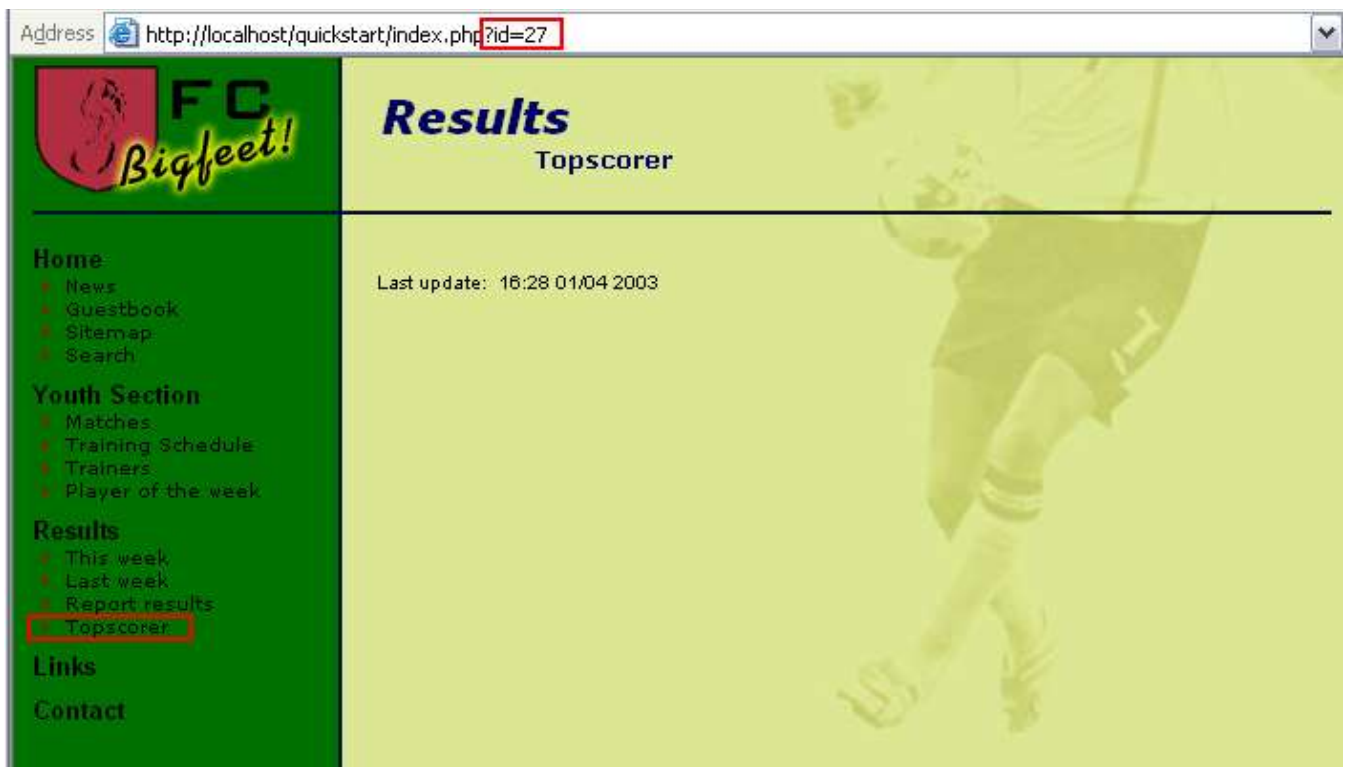 Address http://localhost/quickstart/index.php?id=27
FC
Bigfeet!
Results
Topscorer
Last update: 16:28 01/04 2003
Home
News
Guestbook
Sitemap
Search
Youth Section
Matches
Training Schedule
Trainers
Player of the week
Results
This week
Last week
Report results
Topscorer
Links
Contact